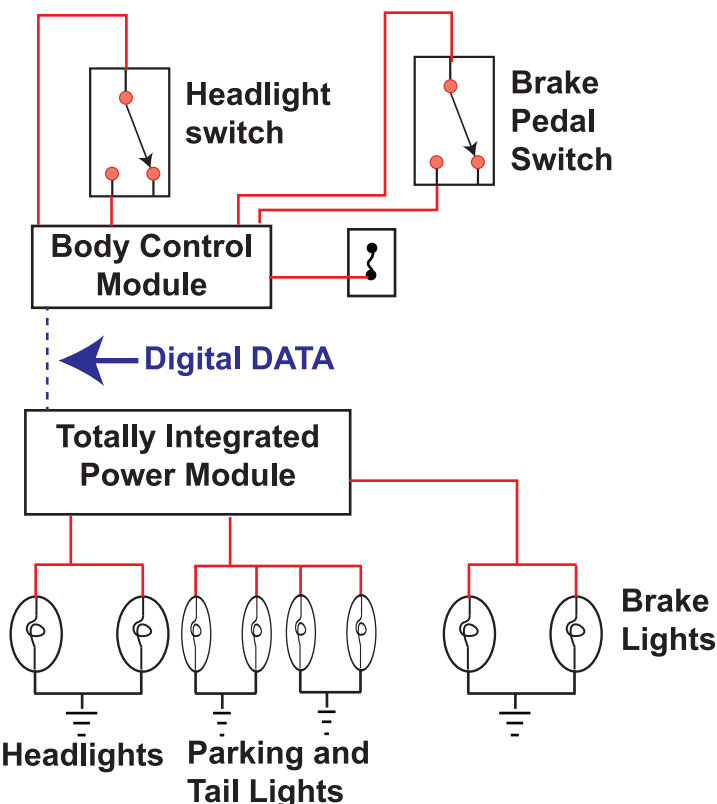 Headlight
switch
Brake
Pedal
Switch
Body Control
Module
Digital DATA
Totally Integrated
Power Module
Brake
Lights
Headlights
Parking and
Tail Lights